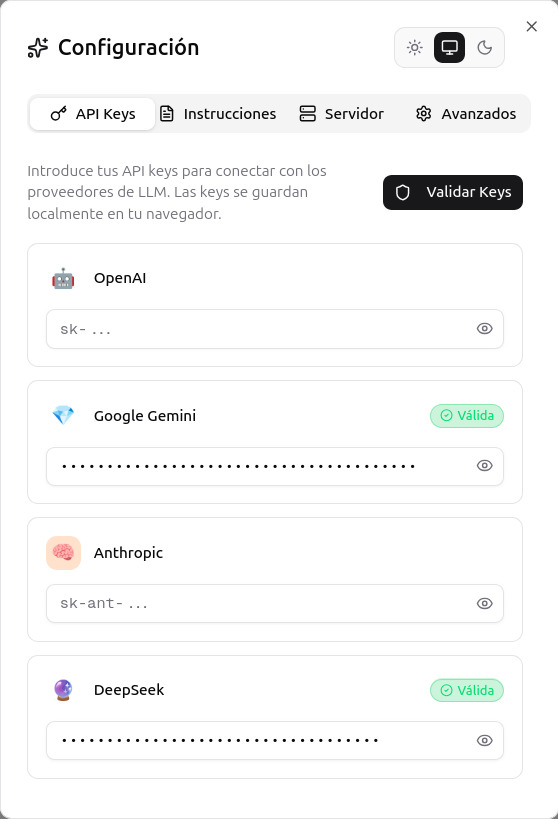 Configuración
API Keys Instrucciones Servidor Avanzados
Introduce tus API keys para conectar con los
proveedores de LLM. Las keys se guardan
localmente en tu navegador.
Validar Keys
OpenAI
sk-...
Google Gemini Válida
•••••••••••••••••••••••••••••••••••••••
Anthropic
sk-ant-...
DeepSeek Válida
•••••••••••••••••••••••••••••••••••